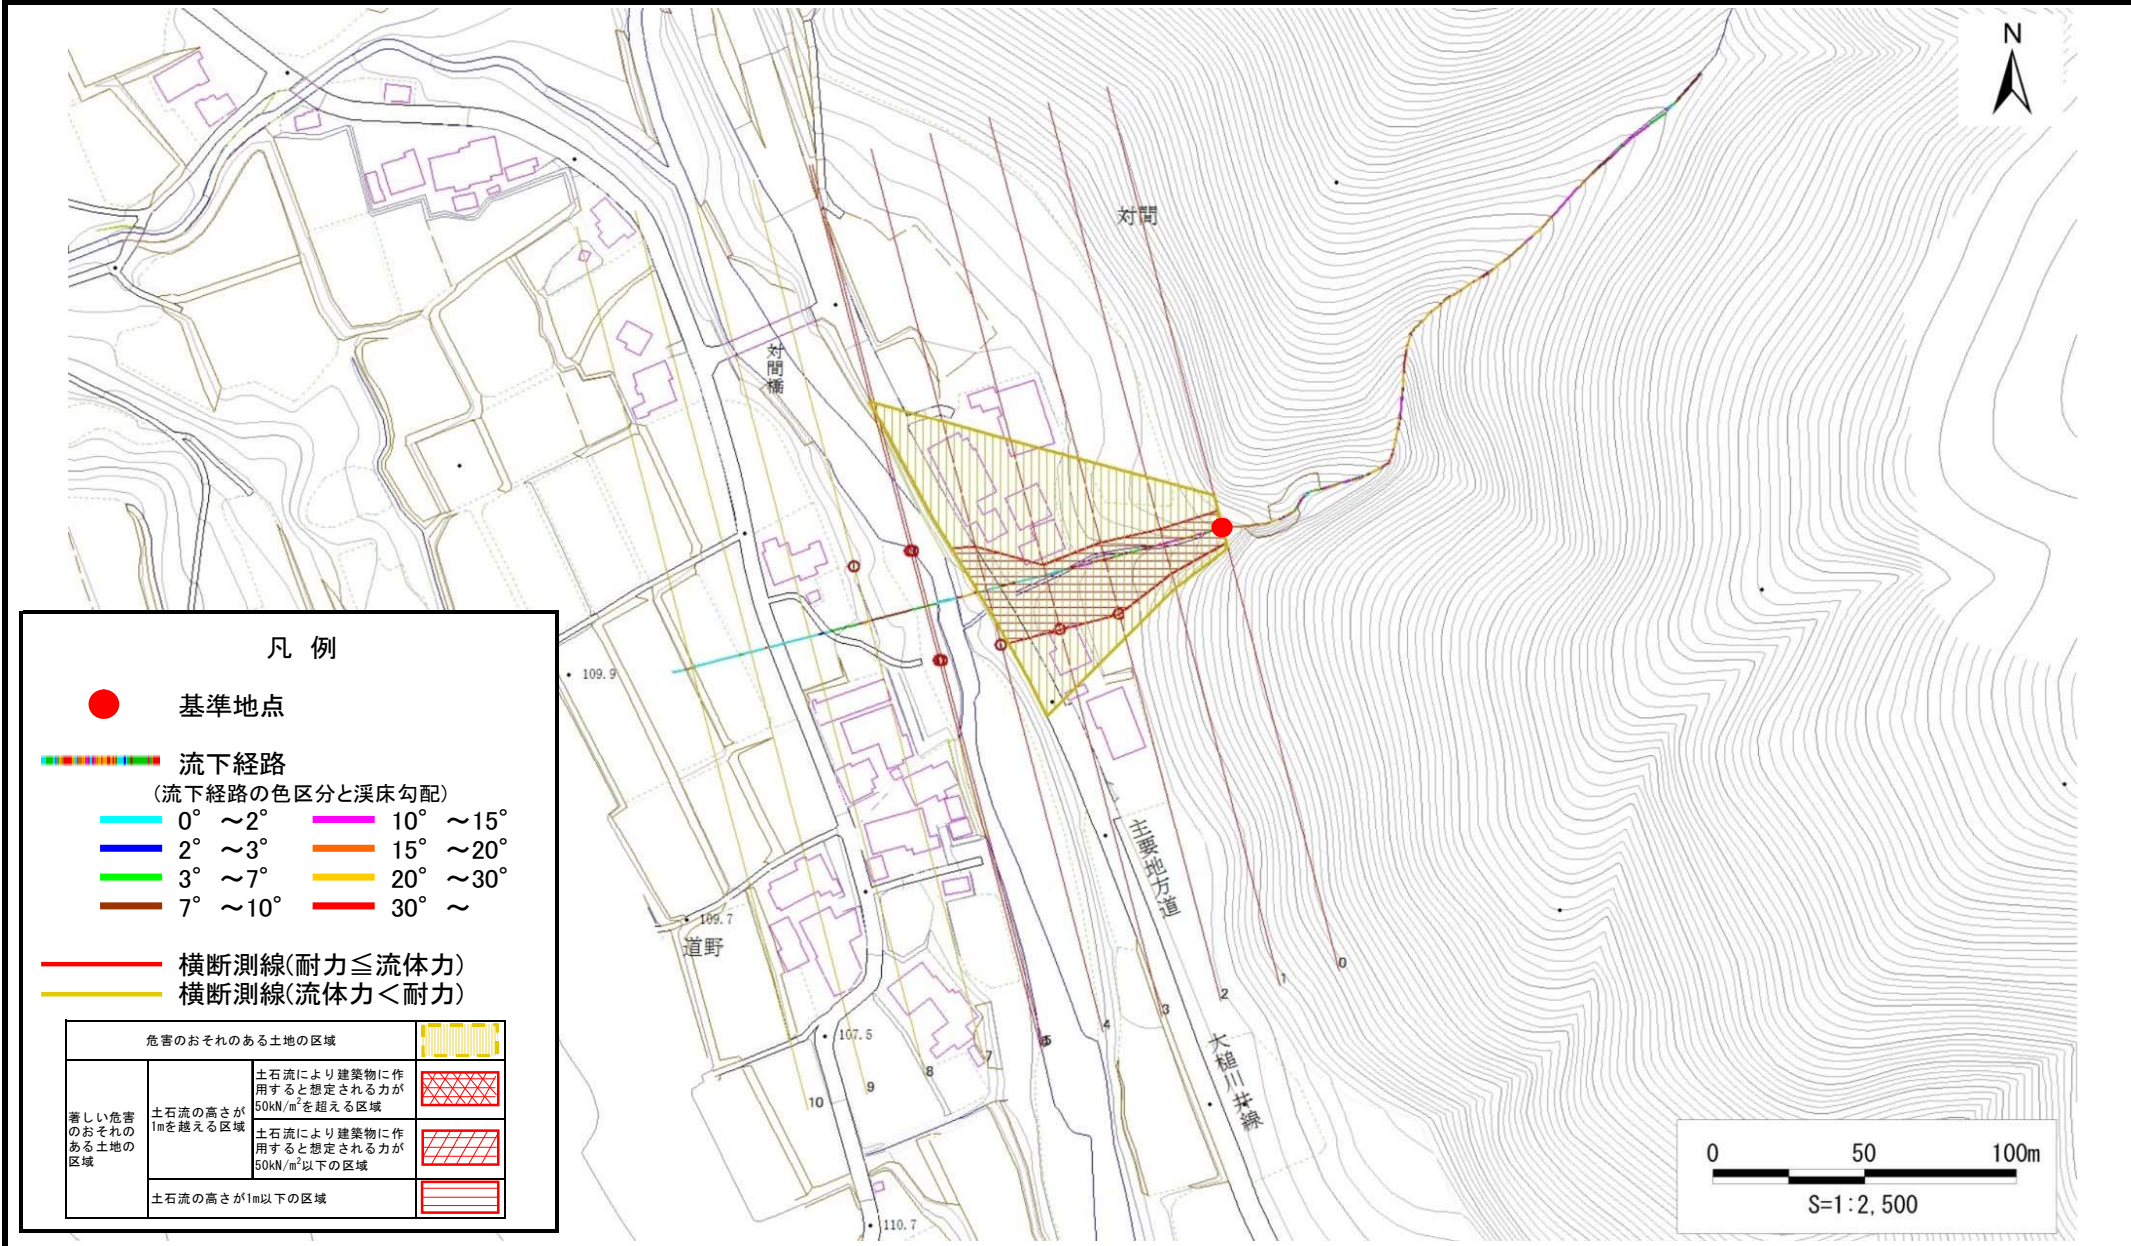 N
対間
対間橋
109.9
主要地方道
大槌川井線
109.7
道野
107.5
110.7
0
1
2
3
4
5
7
8
9
10
凡 例
基準地点
流下経路
(流下経路の色区分と渓床勾配)
0° ～2° 10° ～15°
2° ～3° 15° ～20°
3° ～7° 20° ～30°
7° ～10° 30° ～
横断測線(耐力≦流体力)
横断測線(流体力＜耐力)
危害のおそれのある土地の区域
著しい危害
のおそれの
ある土地の
区域
土石流の高さが
1mを越える区域
土石流により建築物に作
用すると想定される力が
50kN/m²を超える区域
土石流により建築物に作
用すると想定される力が
50kN/m²以下の区域
土石流の高さが1m以下の区域
0 50 100m
S=1:2,500